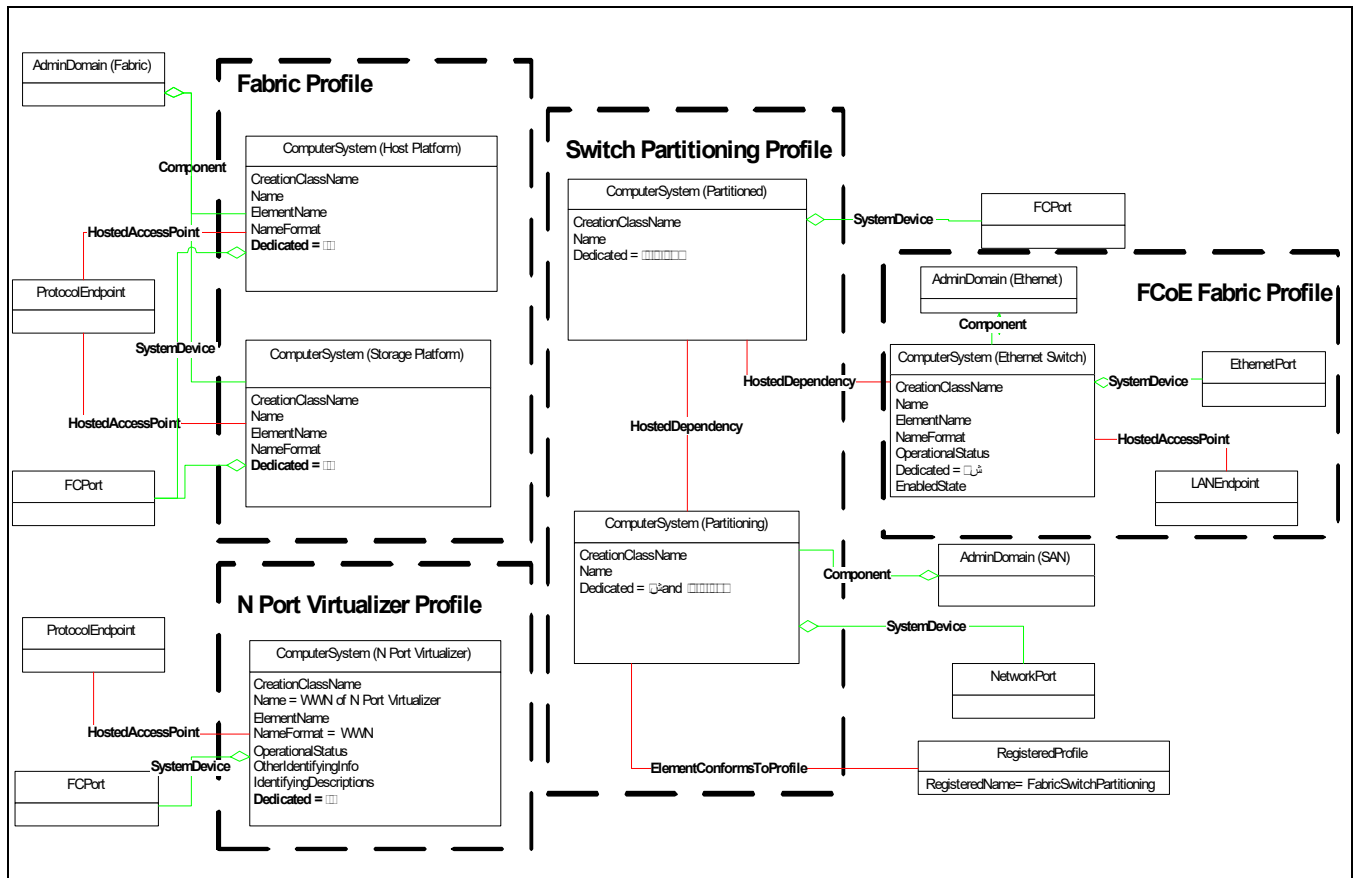 AdminDomain (Fabric)
Fabric Profile
Component
ComputerSystem (Host Platform)
CreationClassName
Name
ElementName
NameFormat
Dedicated =
HostedAccessPoint
ProtocolEndpoint
SystemDevice
ComputerSystem (Storage Platform)
CreationClassName
Name
ElementName
NameFormat
Dedicated =
HostedAccessPoint
FCPort
N Port Virtualizer Profile
ProtocolEndpoint
ComputerSystem (N Port Virtualizer)
CreationClassName
Name = WWN of N Port Virtualizer
ElementName
NameFormat = WWN
OperationalStatus
OtherIdentifyingInfo
IdentifyingDescriptions
Dedicated =
HostedAccessPoint
SystemDevice
FCPort
Switch Partitioning Profile
ComputerSystem (Partitioned)
CreationClassName
Name
Dedicated =
SystemDevice
FCPort
HostedDependency
HostedDependency
ComputerSystem (Partitioning)
CreationClassName
Name
Dedicated = and
Component
AdminDomain (SAN)
SystemDevice
NetworkPort
ElementConformsToProfile
RegisteredProfile
RegisteredName= FabricSwitchPartitioning
FCoE Fabric Profile
AdminDomain (Ethernet)
Component
ComputerSystem (Ethernet Switch)
CreationClassName
Name
ElementName
NameFormat
OperationalStatus
Dedicated =
EnabledState
SystemDevice
EthernetPort
HostedAccessPoint
LANEndpoint